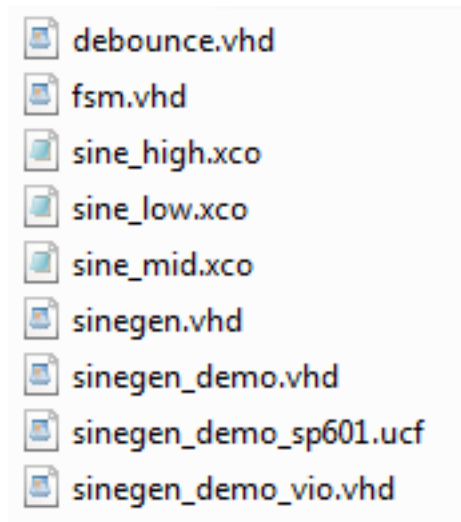 debounce.vhd
fsm.vhd
sine_high.xco
sine_low.xco
sine_mid.xco
sinegen.vhd
sinegen_demo.vhd
sinegen_demo_sp601.ucf
sinegen_demo_vio.vhd